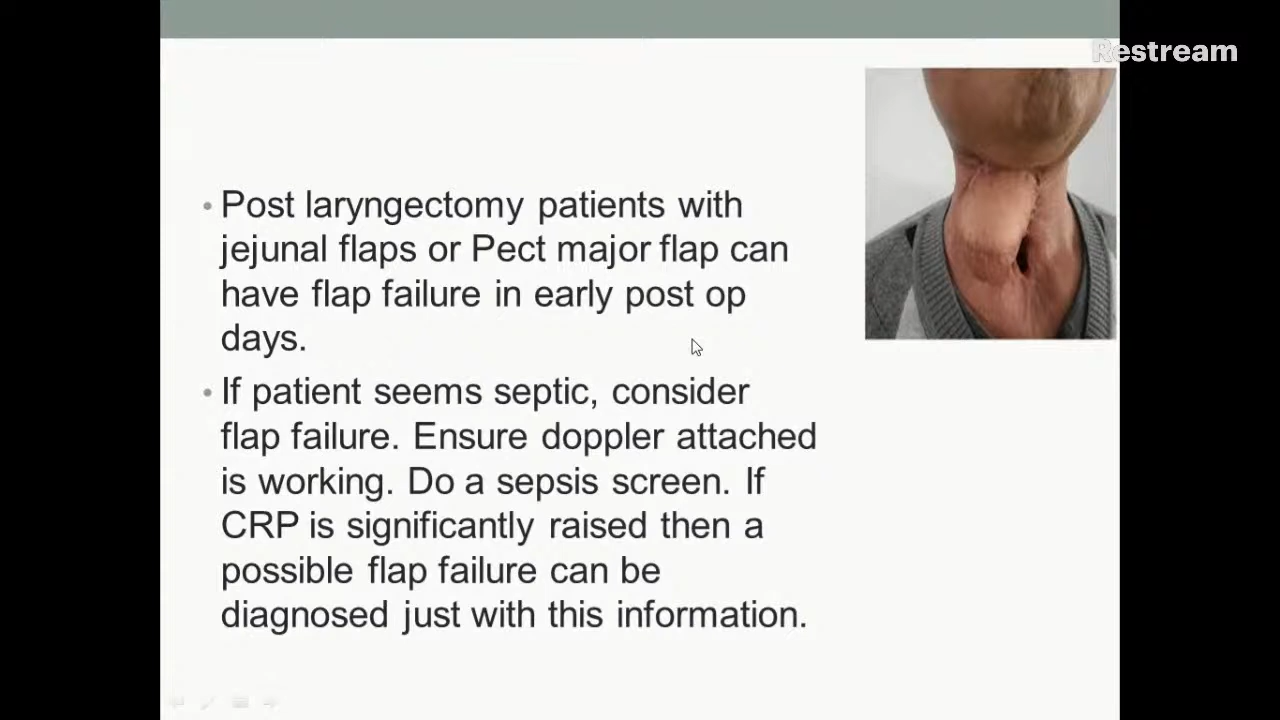 Restream
• Post laryngectomy patients with
jejunal flaps or Pect major flap can
have flap failure in early post op
days.
• If patient seems septic, consider
flap failure. Ensure doppler attached
is working. Do a sepsis screen. If
CRP is significantly raised then a
possible flap failure can be
diagnosed just with this information.